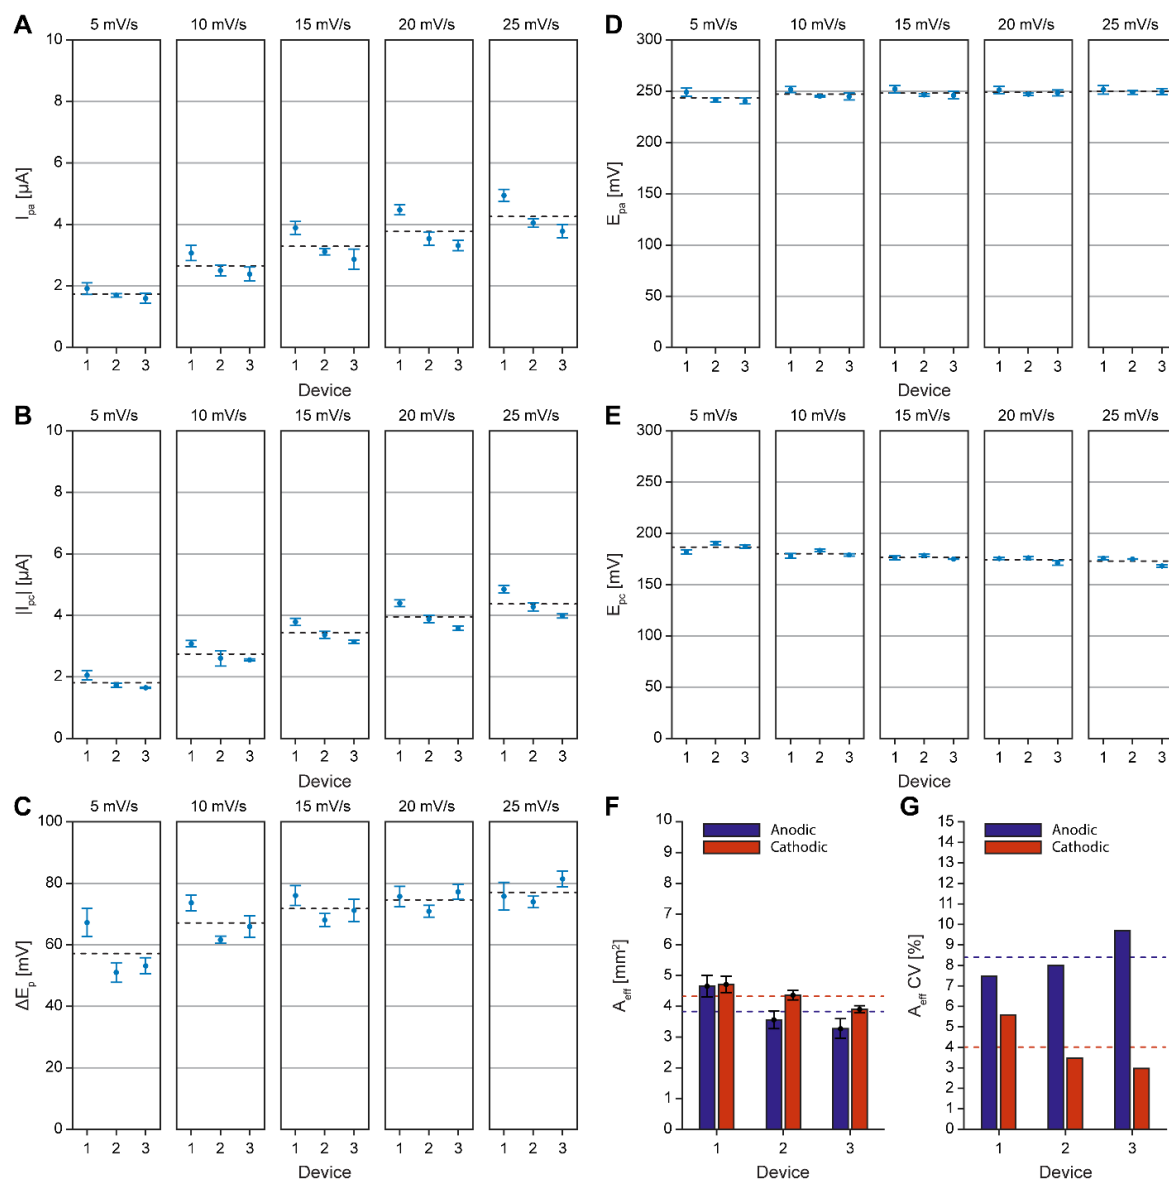 A
5 mV/s 10 mV/s 15 mV/s 20 mV/s 25 mV/s
10
8
6
4
2
0
Ipa [µA]
1 2 3 1 2 3 1 2 3 1 2 3 1 2 3
Device
D
5 mV/s 10 mV/s 15 mV/s 20 mV/s 25 mV/s
300
250
200
150
100
50
0
Epa [mV]
1 2 3 1 2 3 1 2 3 1 2 3 1 2 3
Device
B
5 mV/s 10 mV/s 15 mV/s 20 mV/s 25 mV/s
10
8
6
4
2
0
|Ipc| [µA]
1 2 3 1 2 3 1 2 3 1 2 3 1 2 3
Device
E
5 mV/s 10 mV/s 15 mV/s 20 mV/s 25 mV/s
300
250
200
150
100
50
0
Epc [mV]
1 2 3 1 2 3 1 2 3 1 2 3 1 2 3
Device
C
5 mV/s 10 mV/s 15 mV/s 20 mV/s 25 mV/s
100
80
60
40
20
0
ΔEp [mV]
1 2 3 1 2 3 1 2 3 1 2 3 1 2 3
Device
F
Anodic
Cathodic
10
9
8
7
6
5
4
3
2
1
0
Aeff [mm²]
1 2 3
Device
G
Anodic
Cathodic
15
14
13
12
11
10
9
8
7
6
5
4
3
2
1
0
Aeff CV [%]
1 2 3
Device